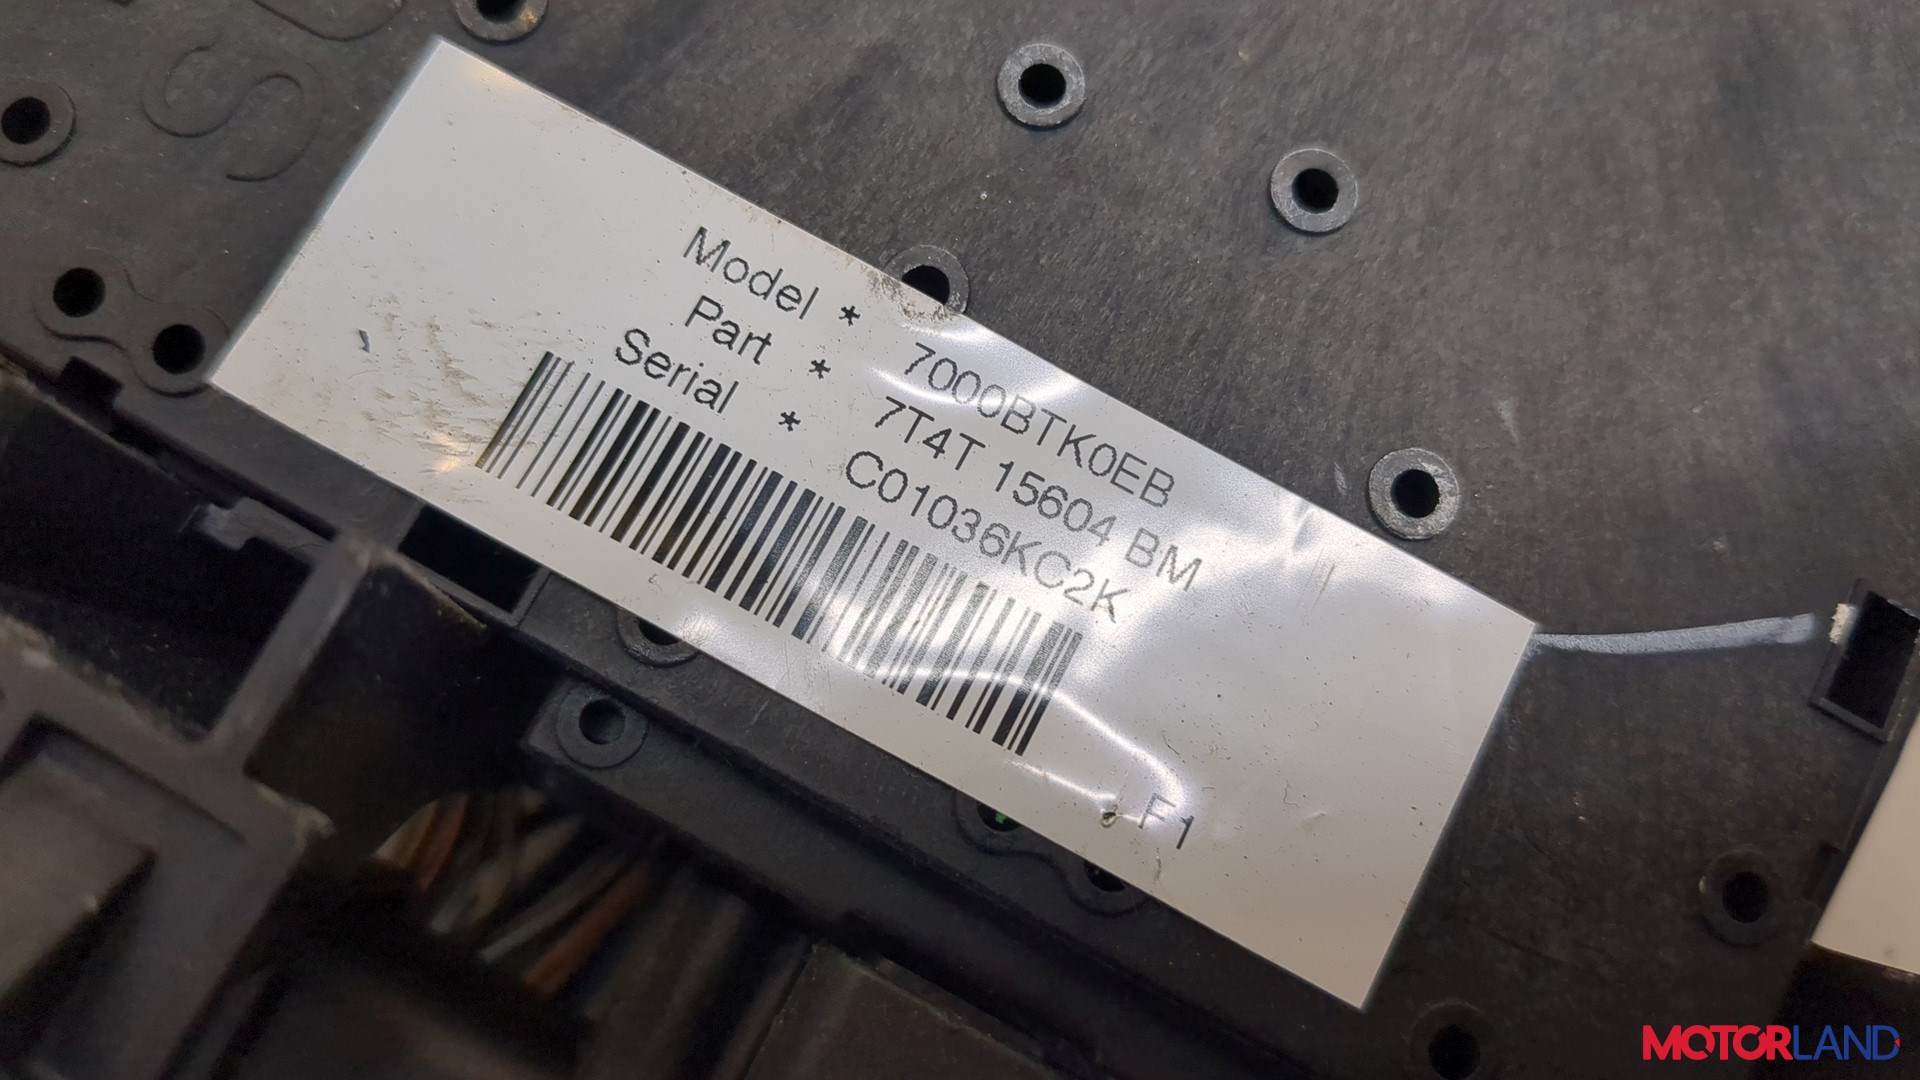 Model * 7000BTK0EB
Part * 7T4T 15604 BM
Serial * C01036KC2K
F1
MOTORLAND